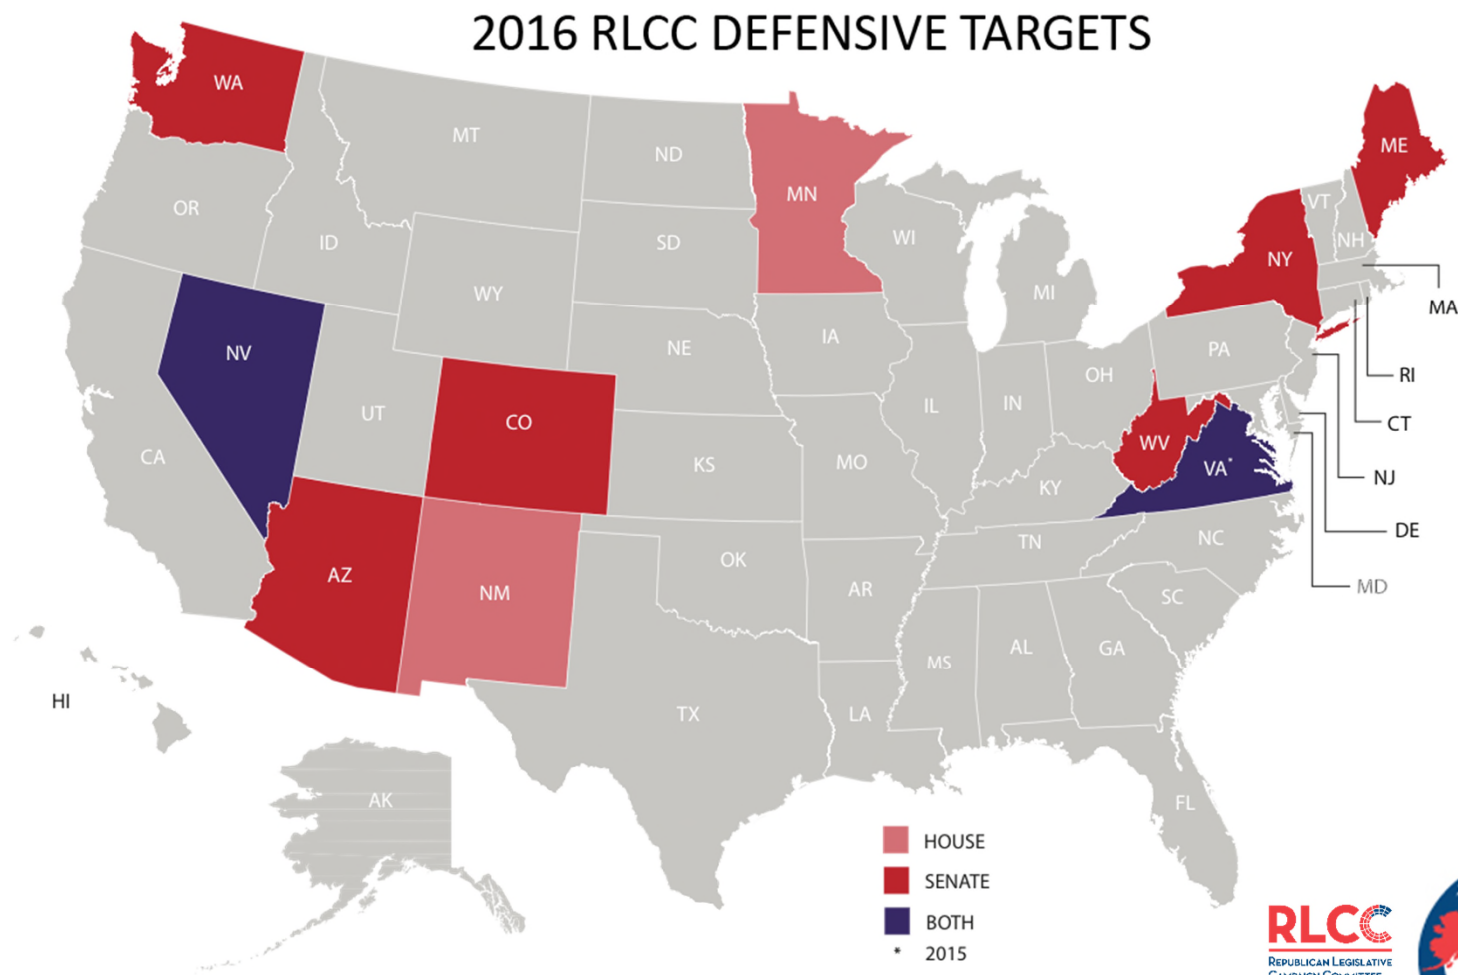 2016 RLCC DEFENSIVE TARGETS
WA
MT
ND
MN
ME
OR
ID
SD
WI
VT
NH
NY
WY
MI
MA
NV
NE
IA
PA
UT
CO
IL
IN
OH
RI
CT
CA
KS
MO
WV
VA*
NJ
KY
DE
AZ
NM
OK
AR
TN
NC
MD
SC
MS
AL
GA
HI
TX
LA
AK
FL
HOUSE
SENATE
BOTH
* 2015
RLCC
REPUBLICAN LEGISLATIVE
CAMPAIGN COMMITTEE